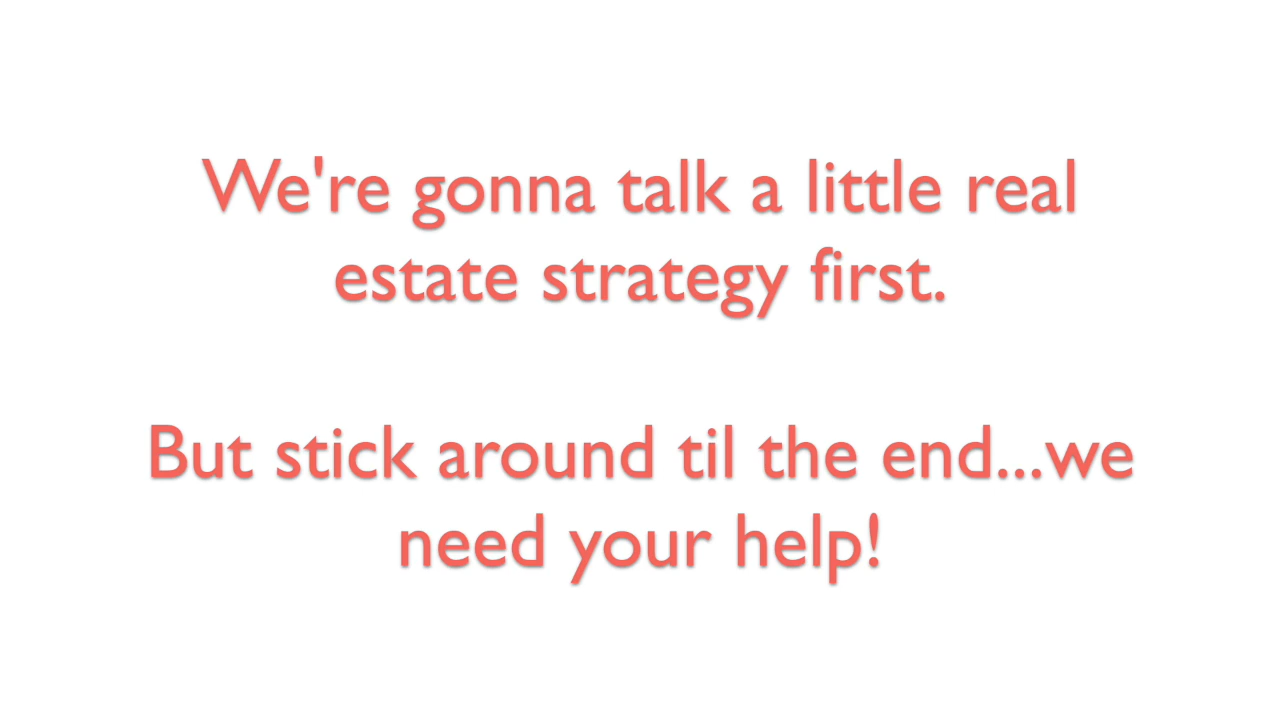 We're gonna talk a little real
estate strategy first.
But stick around til the end...we
need your help!